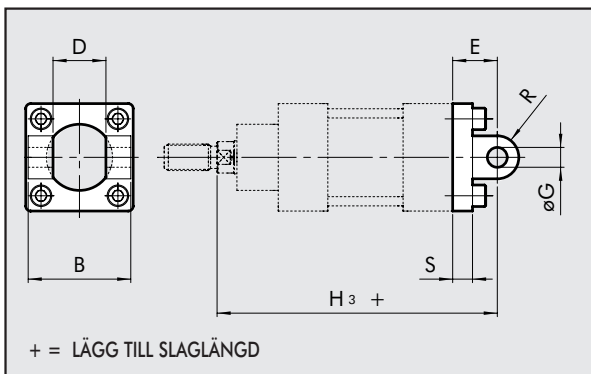 D
E
R
øG
B
S
H3 +
+ = LÄGG TILL SLAGLÄNGD